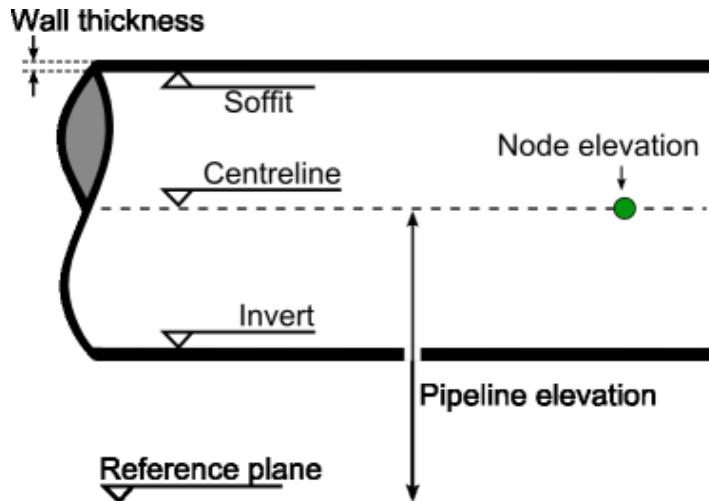 Wall thickness
Soffit
Node elevation
Centreline
Invert
Pipeline elevation
Reference plane